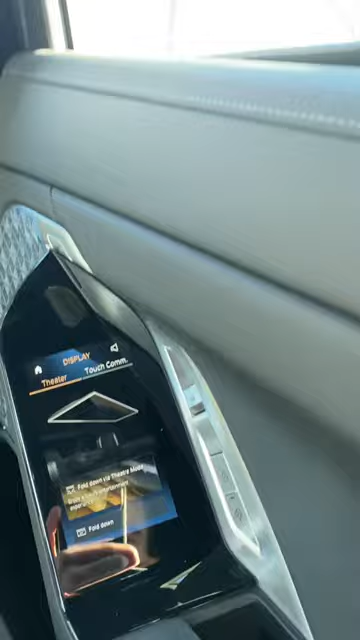 DISPLAY
Theater Touch Comm.
Fold down via Theatre Mode
Fold down